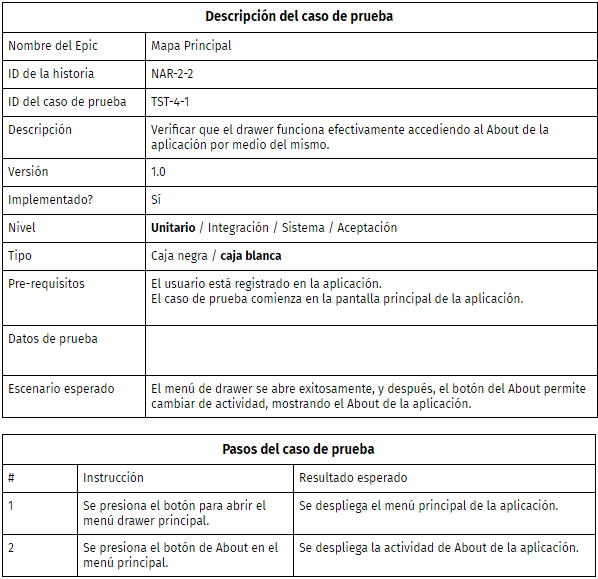 Descripción del caso de prueba
Nombre del Epic
Mapa Principal
ID de la historia
NAR-2-2
ID del caso de prueba
TST-4-1
Descripción
Verificar que el drawer funciona efectivamente accediendo al About de la
aplicación por medio del mismo.
Versión
1.0
Implementado?
Sí
Nivel
Unitario / Integración / Sistema / Aceptación
Tipo
Caja negra / caja blanca
Pre-requisitos
El usuario está registrado en la aplicación.
El caso de prueba comienza en la pantalla principal de la aplicación.
Datos de prueba
Escenario esperado
El menú de drawer se abre exitosamente, y después, el botón del About permite
cambiar de actividad, mostrando el About de la aplicación.
Pasos del caso de prueba
#
Instrucción
Resultado esperado
1
Se presiona el botón para abrir el
menú drawer principal.
Se despliega el menú principal de la aplicación.
2
Se presiona el botón de About en el
menú principal.
Se despliega la actividad de About de la aplicación.